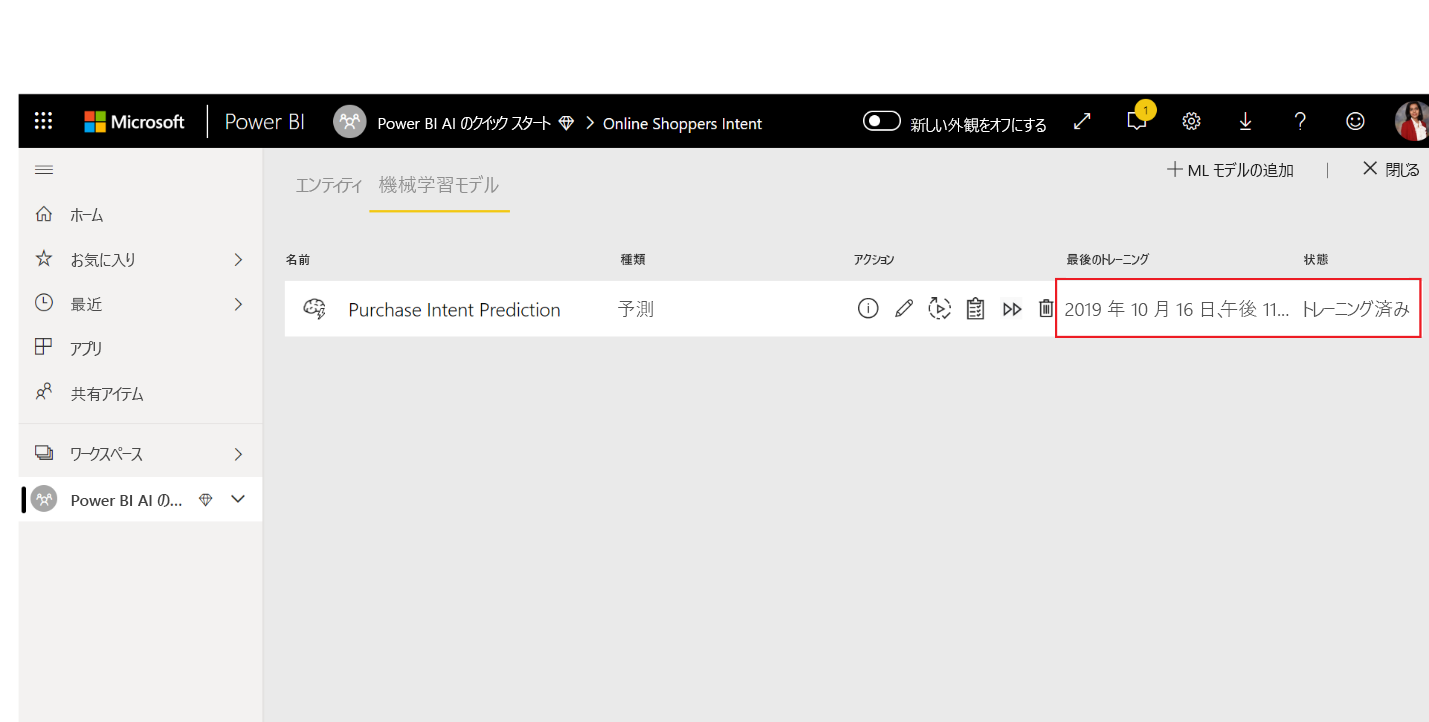 Microsoft Power BI Power BI AI のクイック スタート > Online Shoppers Intent 新しい外観をオフにする 1 ?
＋ ML モデルの追加 | × 閉じる
エンティティ 機械学習モデル
ホーム
お気に入り
最近
アプリ
共有アイテム
ワークスペース
Power BI AI の...
名前 種類 アクション 最後のトレーニング 状態
Purchase Intent Prediction 予測 2019 年 10 月 16 日、午後 11... トレーニング済み